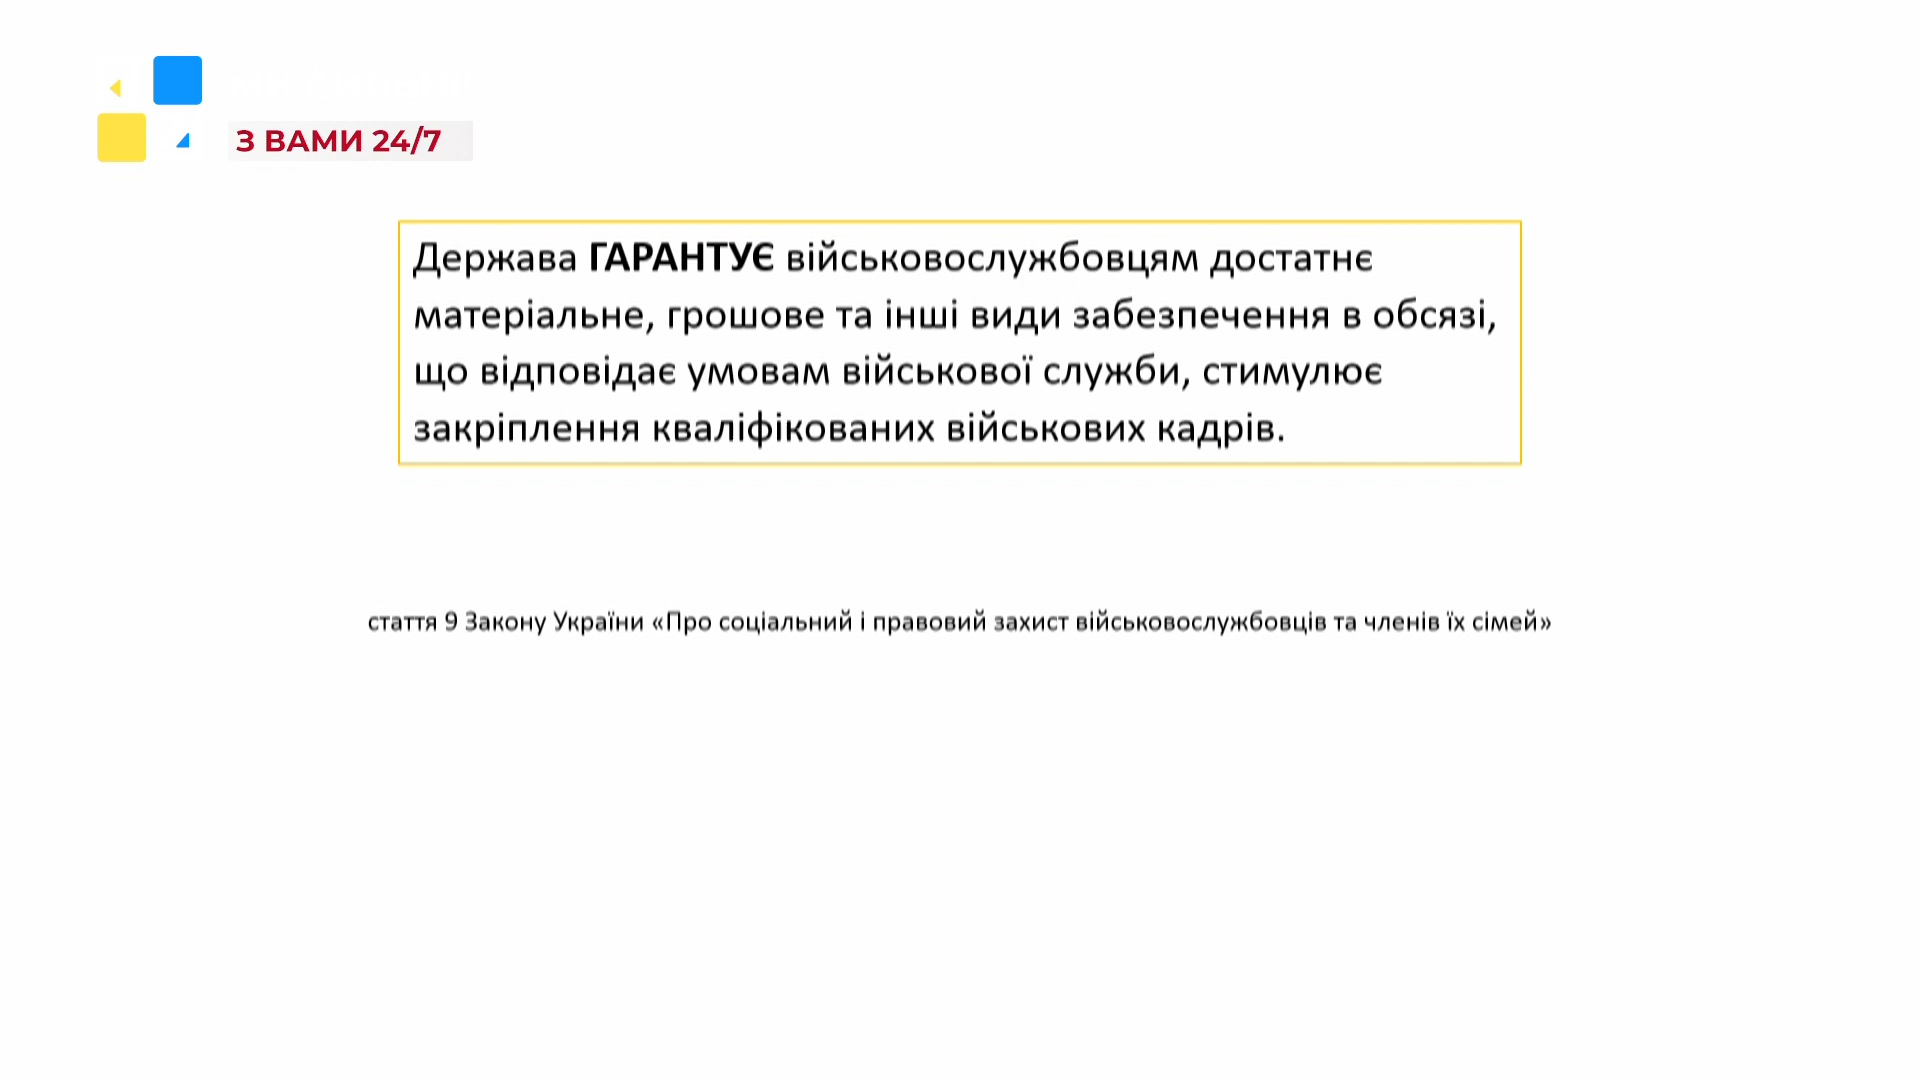 З ВАМИ 24/7
Держава ГАРАНТУЄ військовослужбовцям достатнє
матеріальне, грошове та інші види забезпечення в обсязі,
що відповідає умовам військової служби, стимулює
закріплення кваліфікованих військових кадрів.
стаття 9 Закону України «Про соціальний і правовий захист військовослужбовців та членів їх сімей»